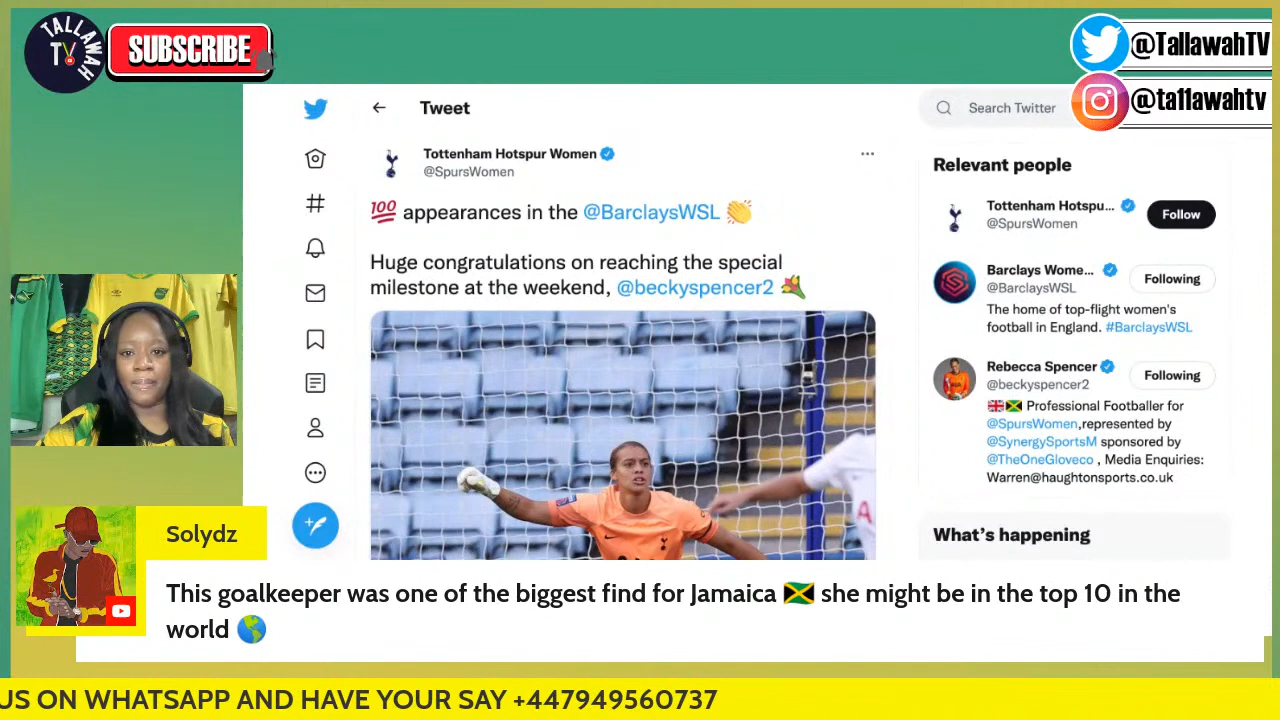 TALLAWAH
TV
SUBSCRIBE
@TallawahTV
@ta11awahtv
Tweet
Search Twitter
Tottenham Hotspur Women
@SpursWomen
💯 appearances in the @BarclaysWSL 👏
Huge congratulations on reaching the special
milestone at the weekend, @beckyspencer2 💐
Relevant people
Tottenham Hotspu...
@SpursWomen
Follow
Barclays Wome...
@BarclaysWSL
Following
The home of top-flight women's
football in England. #BarclaysWSL
Rebecca Spencer
@beckyspencer2
Following
🇬🇧🇯🇲 Professional Footballer for
@SpursWomen,represented by
@SynergySportsM sponsored by
@TheOneGloveco , Media Enquiries:
Warren@haughtonsports.co.uk
What's happening
Solydz
This goalkeeper was one of the biggest find for Jamaica 🇯🇲 she might be in the top 10 in the
world 🌎
US ON WHATSAPP AND HAVE YOUR SAY +447949560737